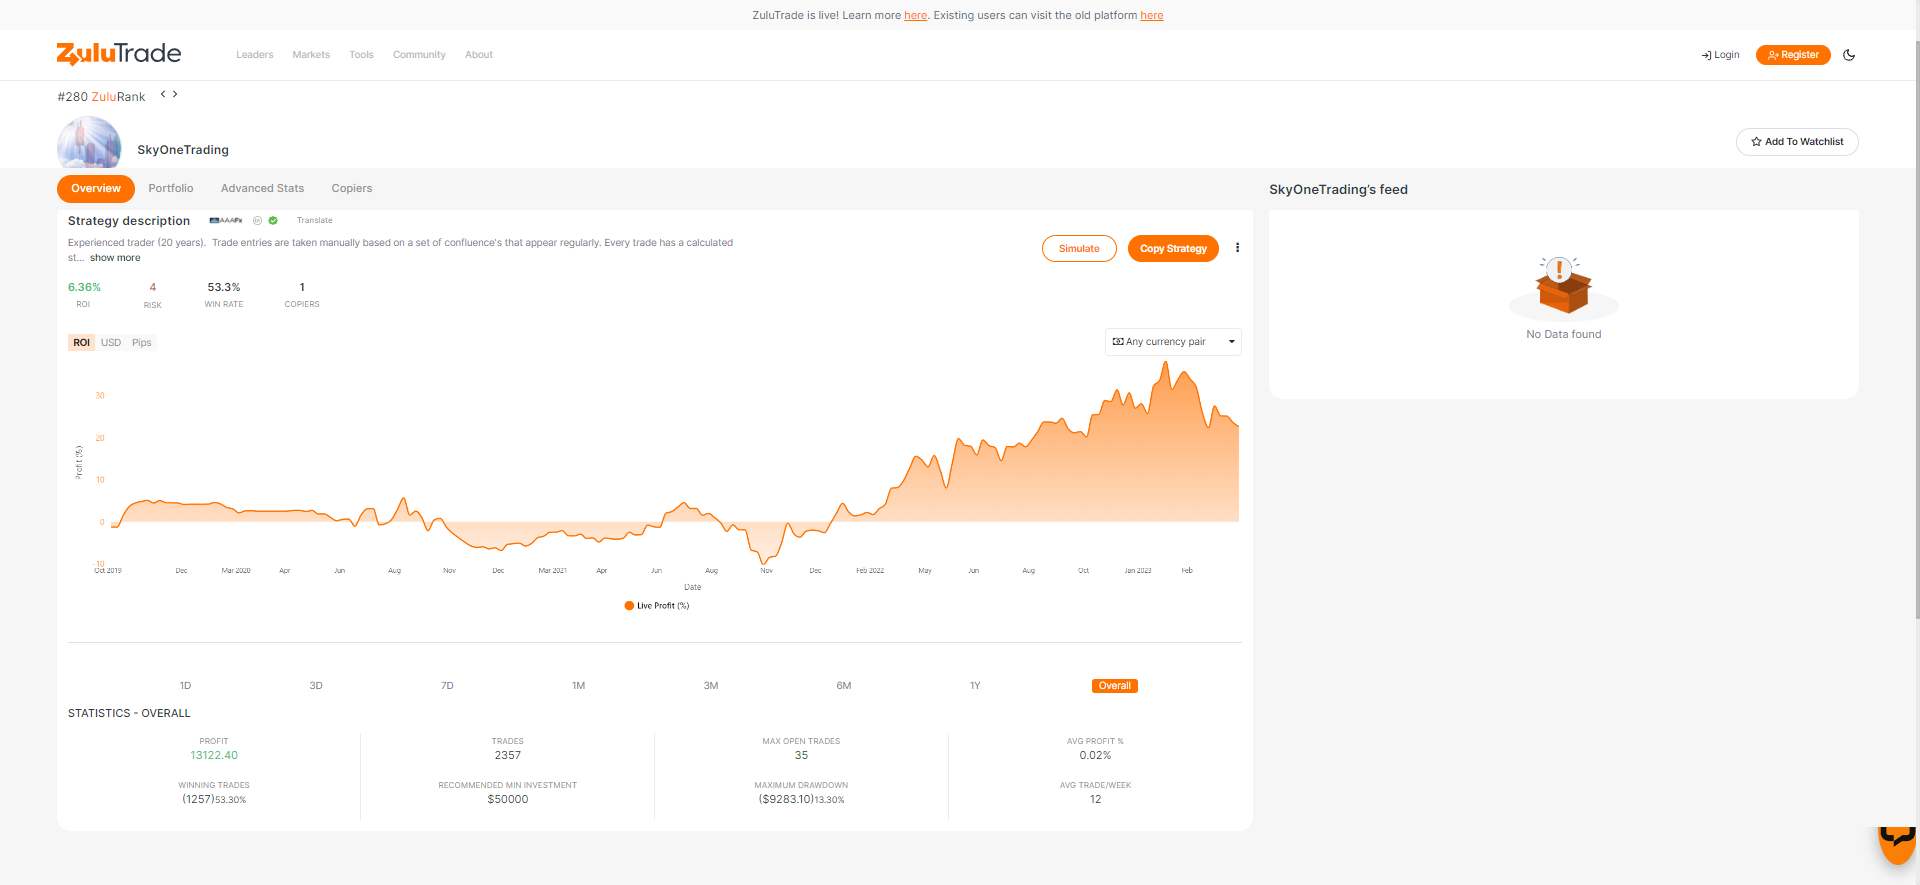 ZuluTrade is live! Learn more here. Existing users can visit the old platform here
ZuluTrade
Leaders Markets Tools Community About
Login Register
#280 ZuluRank
SkyOneTrading
Add To Watchlist
Overview Portfolio Advanced Stats Copiers
SkyOneTrading's feed
Strategy description AAAFx Translate
Experienced trader (20 years). Trade entries are taken manually based on a set of confluence's that appear regularly. Every trade has a calculated
st... show more
Simulate Copy Strategy
6.36% 4 53.3% 1
ROI RISK WIN RATE COPIERS
No Data found
ROI USD Pips
Any currency pair
30
20
10
0
-10
Profit (%)
Oct 2019 Dec Mar 2020 Apr Jun Aug Nov Dec Mar 2021 Apr Jun Aug Nov Dec Feb 2022 May Jun Aug Oct Jan 2023 Feb
Date
Live Profit (%)
1D 3D 7D 1M 3M 6M 1Y Overall
STATISTICS - OVERALL
PROFIT TRADES MAX OPEN TRADES AVG PROFIT %
13122.40 2357 35 0.02%
WINNING TRADES RECOMMENDED MIN INVESTMENT MAXIMUM DRAWDOWN AVG TRADE/WEEK
(1257)53.30% $50000 ($9283.10)13.30% 12